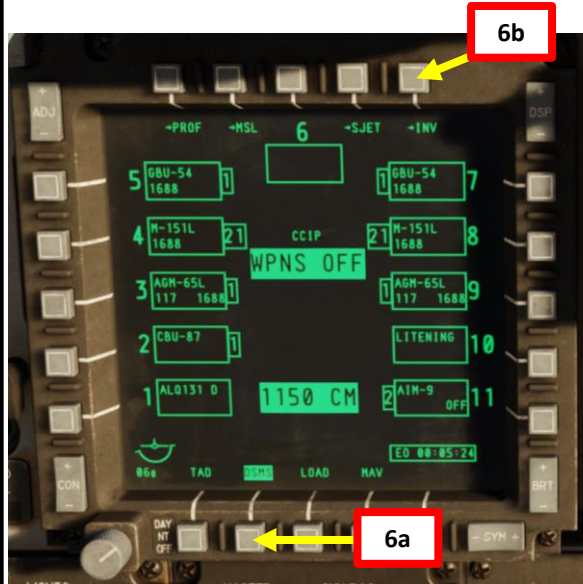 6b
ADJ
DSP
→PROF →MSL 6 →SJET →INV
5 GBU-54 1 1 GBU-54 7
1688 1688
4 M-151L 21 CCIP 21 M-151L 8
1688 1688
WPNS OFF
3 AGM-65L 1 1 AGM-65L 9
117 1688 117 1688
2 CBU-87 1 LITENING 10
1 ALQ131 D 1150 CM 2 AIM-9 11
OFF
EO 00:05:24
TAD DSMS LOAD MAV
CON
BRT
DAY
NT
OFF
6a
- SYM +